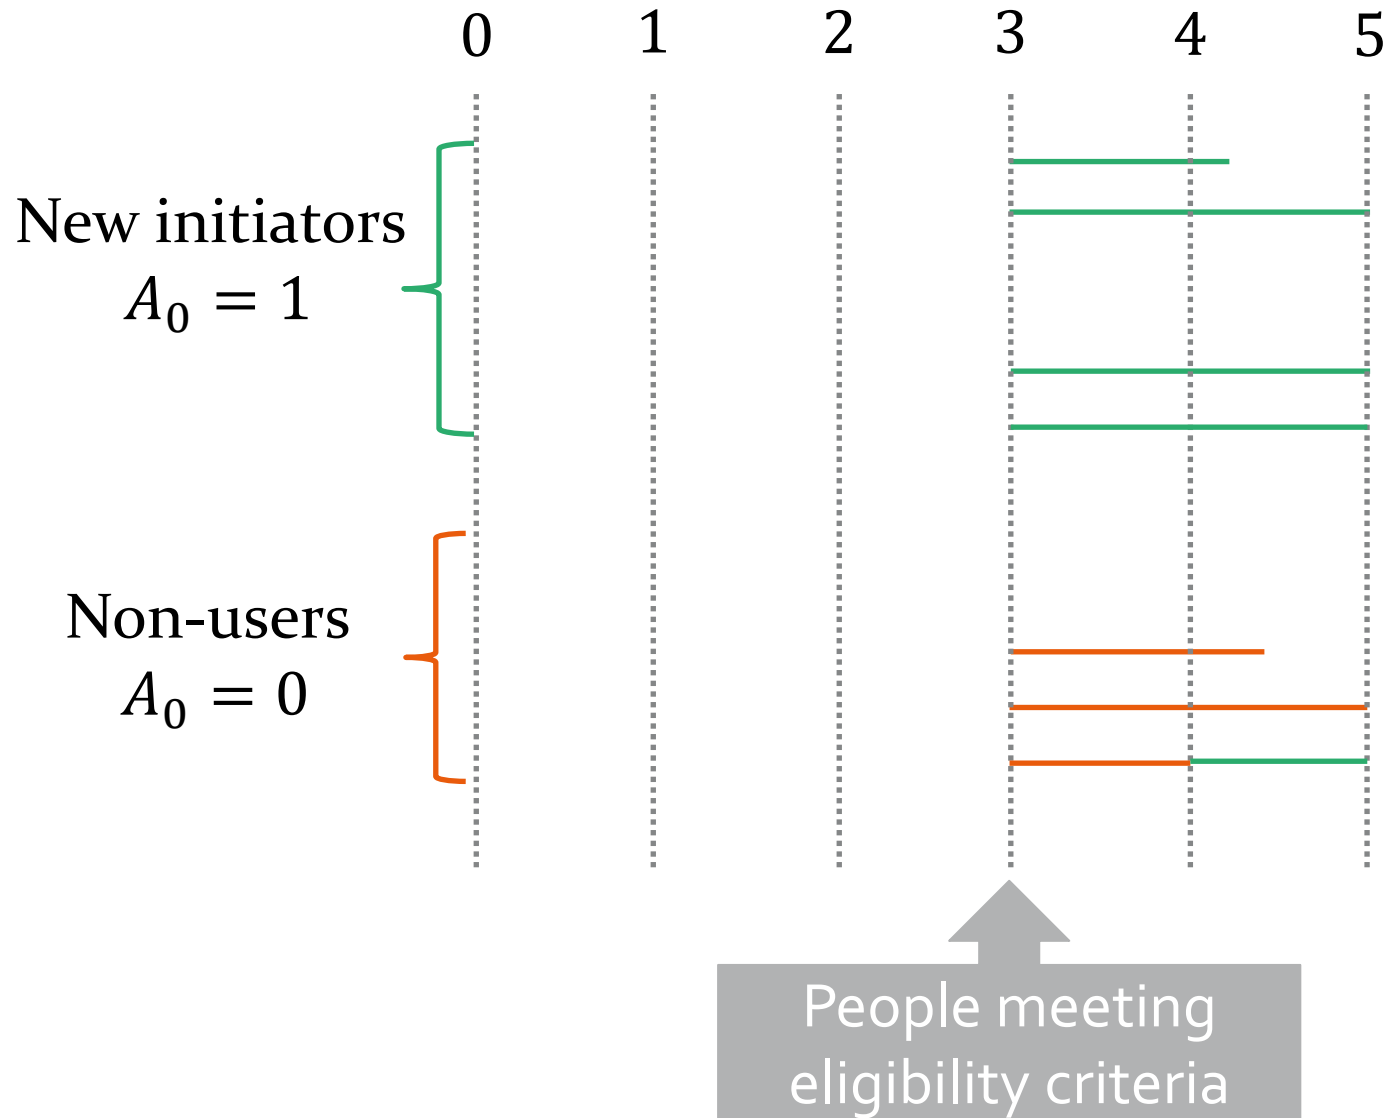 0 1 2 3 4 5
New initiators
A₀ = 1
Non-users
A₀ = 0
People meeting
eligibility criteria